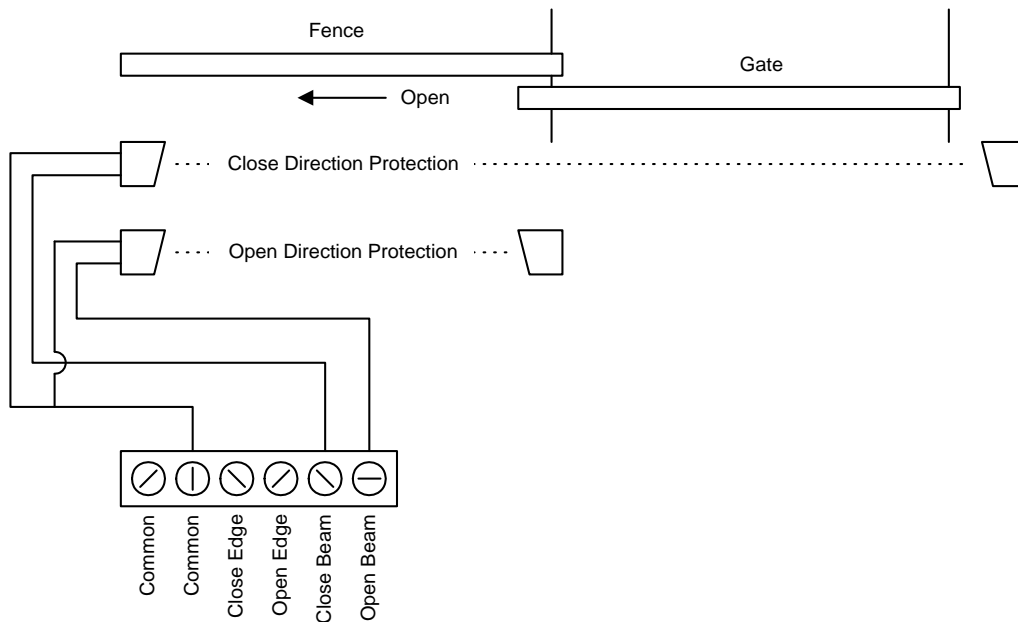 Fence
Gate
Open
Close Direction Protection
Open Direction Protection
Common
Common
Close Edge
Open Edge
Close Beam
Open Beam